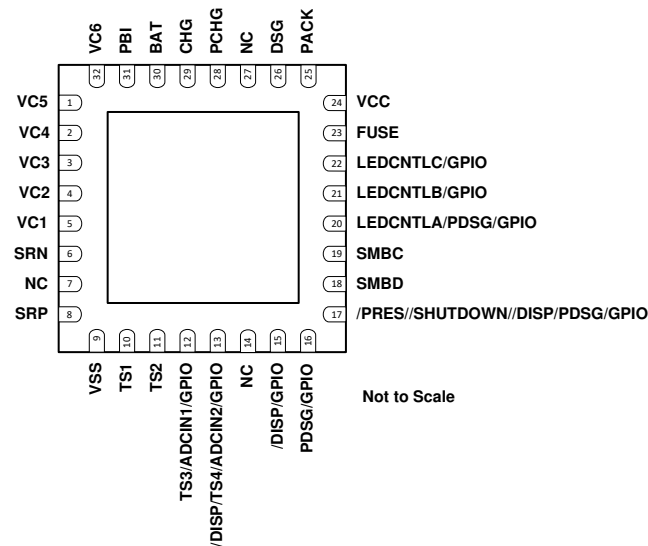 VC6
PBI
BAT
CHG
PCHG
NC
DSG
PACK
32
31
30
29
28
27
26
25
VC5 1
VC4 2
VC3 3
VC2 4
VC1 5
SRN 6
NC 7
SRP 8
24 VCC
23 FUSE
22 LEDCNTLC/GPIO
21 LEDCNTLB/GPIO
20 LEDCNTLA/PDSG/GPIO
19 SMBC
18 SMBD
17 /PRES//SHUTDOWN//DISP/PDSG/GPIO
9
10
11
12
13
14
15
16
VSS
TS1
TS2
TS3/ADCIN1/GPIO
/DISP/TS4/ADCIN2/GPIO
NC
/DISP/GPIO
PDSG/GPIO
Not to Scale